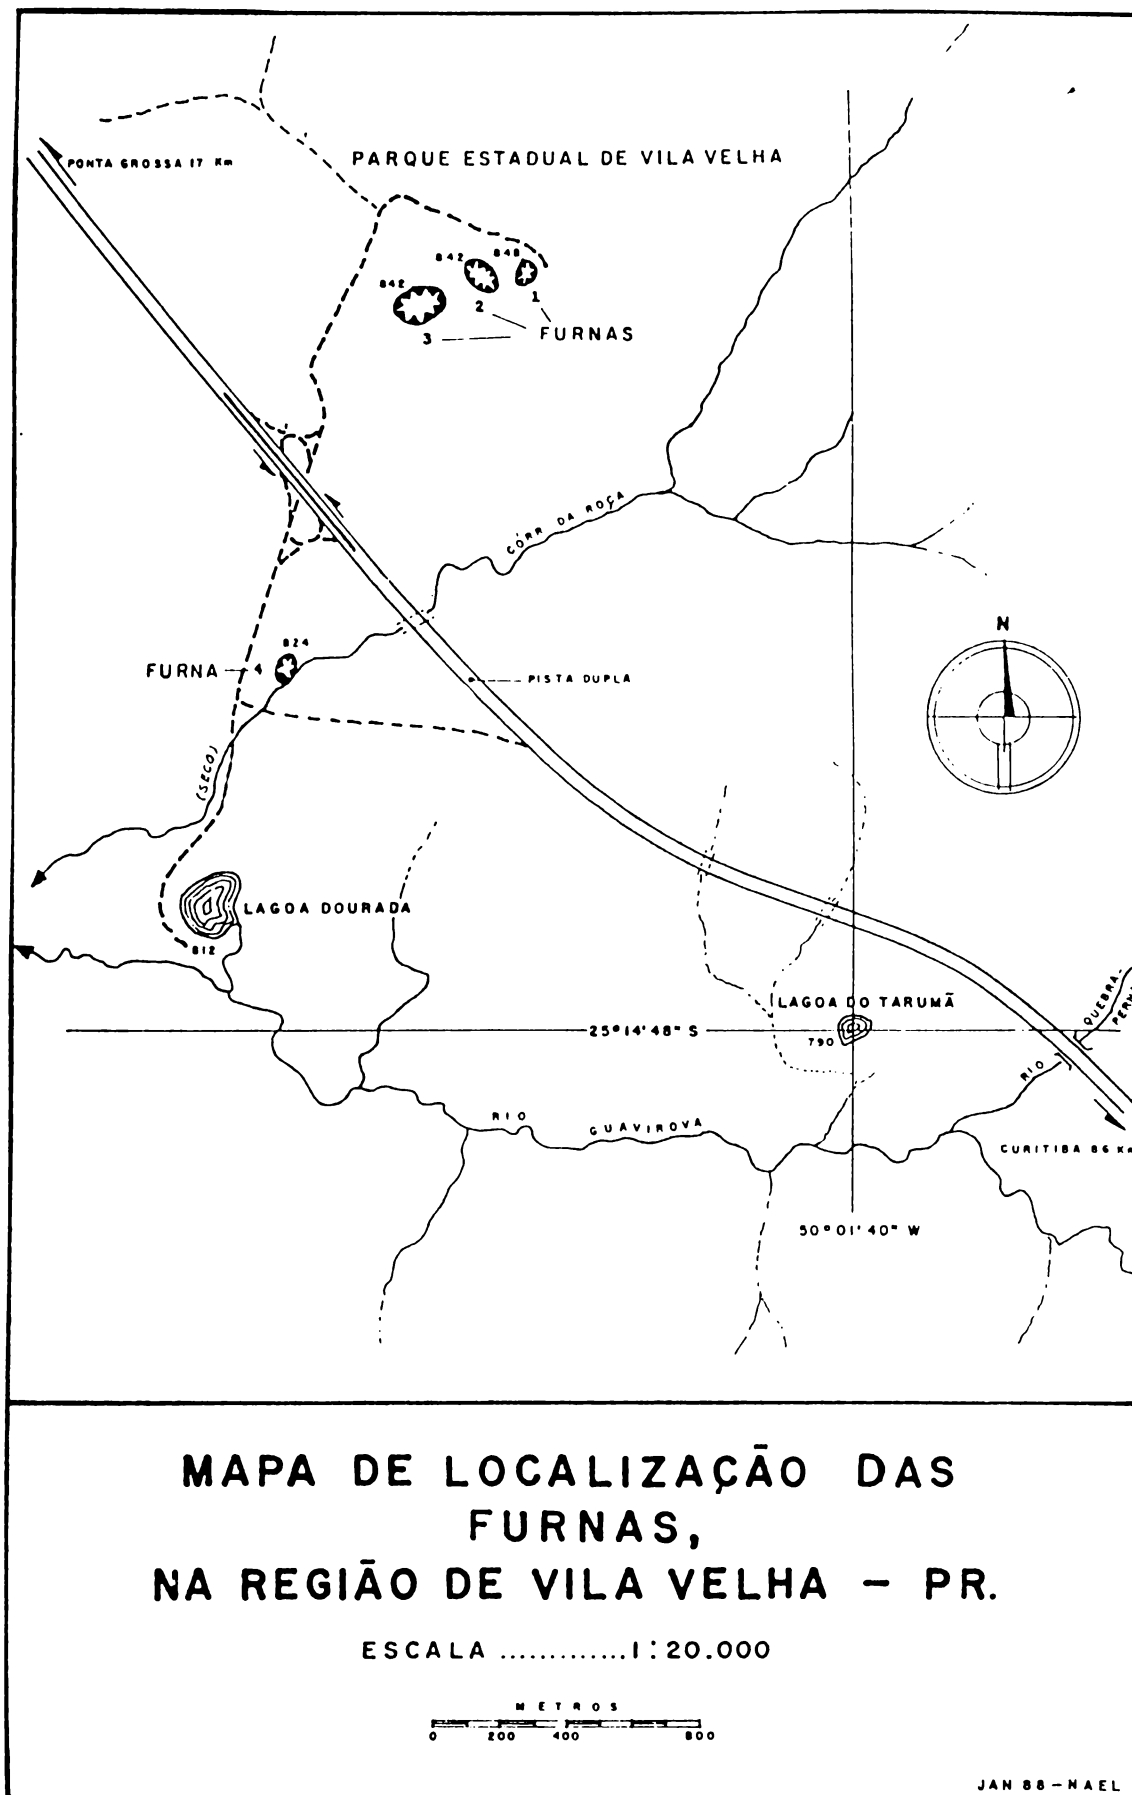 PONTA GROSSA 17 Km
PARQUE ESTADUAL DE VILA VELHA
842
848
842
1
2
3
FURNAS
CÓRR DA ROÇA
N
824
FURNA 4
PISTA DUPLA
(SECO)
LAGOA DOURADA
812
QUEBRA-
LAGOA DO TARUMÃ
25° 14' 48" S
790
RIO
RIO GUAVIROVA
CURITIBA 86
50° 01' 40" W
MAPA DE LOCALIZAÇÃO DAS
FURNAS,
NA REGIÃO DE VILA VELHA – PR.
ESCALA .............1:20.000
METROS
0 200 400 800
JAN 88 – NAEL